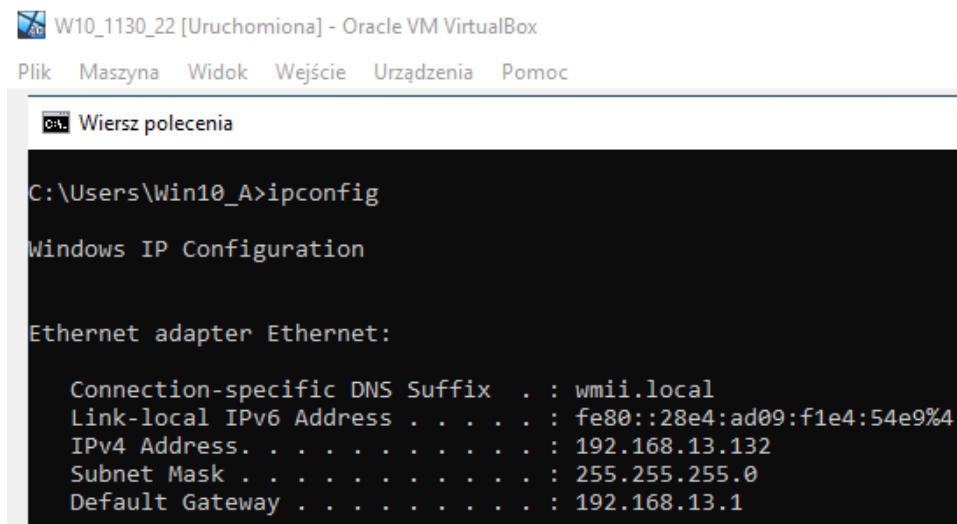 W10_1130_22 [Uruchomiona] - Oracle VM VirtualBox
Plik Maszyna Widok Wejście Urządzenia Pomoc
Wiersz polecenia
C:\Users\Win10_A>ipconfig
Windows IP Configuration
Ethernet adapter Ethernet:
Connection-specific DNS Suffix . : wmii.local
Link-local IPv6 Address . . . . . : fe80::28e4:ad09:f1e4:54e9%4
IPv4 Address. . . . . . . . . . . : 192.168.13.132
Subnet Mask . . . . . . . . . . . : 255.255.255.0
Default Gateway . . . . . . . . . : 192.168.13.1